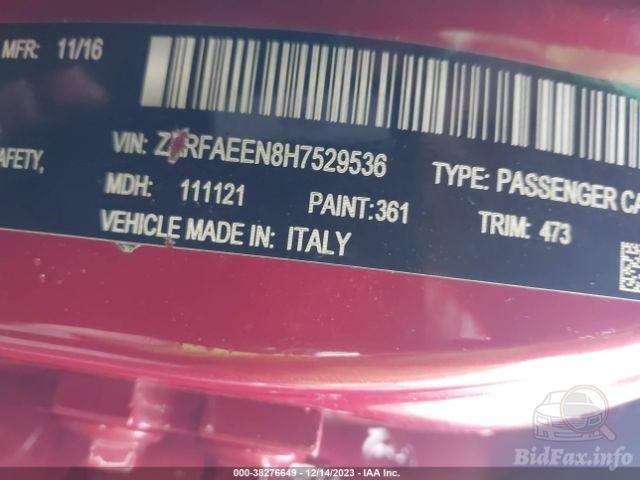 MFR: 11/16
VIN: ZARFAEEN8H7529536
AFETY,
MDH: 111121 PAINT: 361
TYPE: PASSENGER CA
TRIM: 473
VEHICLE MADE IN: ITALY
BidFax.info
000-38276649 - 12/14/2023 - IAA Inc.